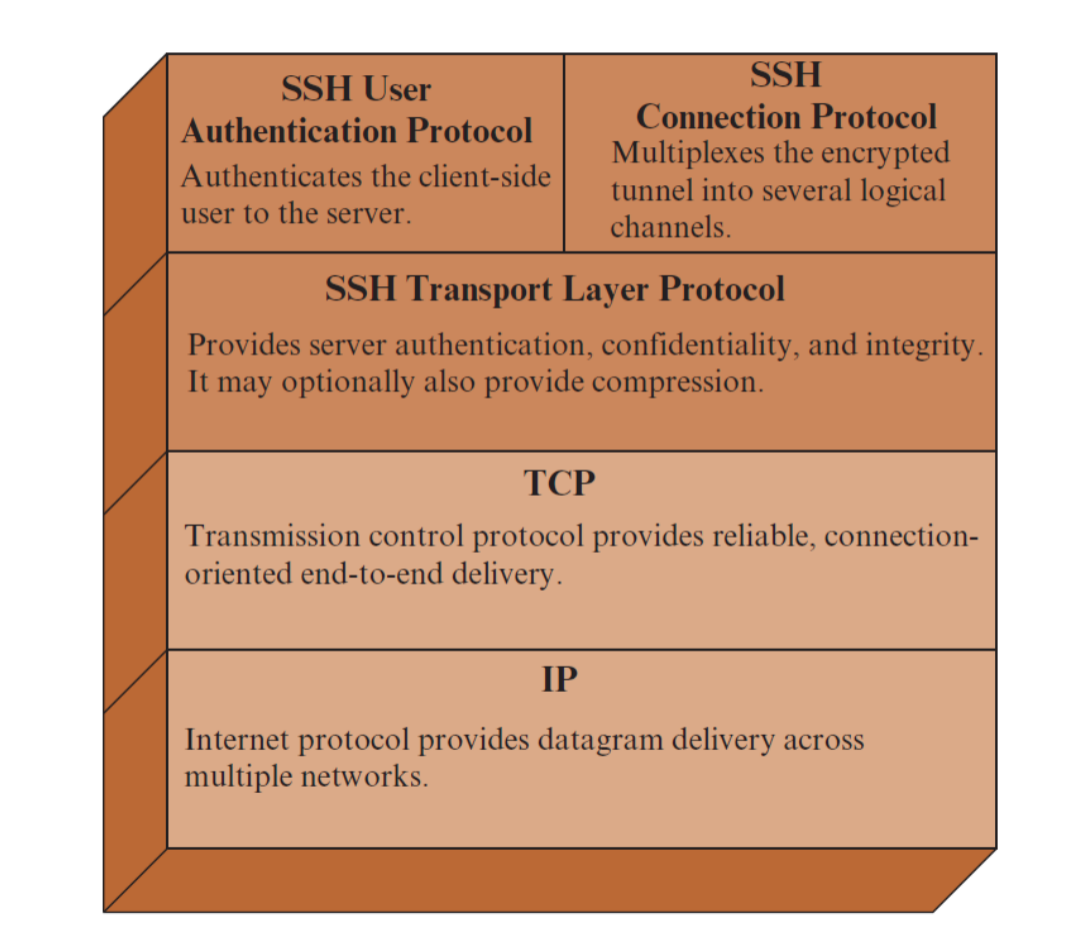 SSH User
Authentication Protocol
Authenticates the client-side
user to the server.
SSH
Connection Protocol
Multiplexes the encrypted
tunnel into several logical
channels.
SSH Transport Layer Protocol
Provides server authentication, confidentiality, and integrity.
It may optionally also provide compression.
TCP
Transmission control protocol provides reliable, connection-
oriented end-to-end delivery.
IP
Internet protocol provides datagram delivery across
multiple networks.